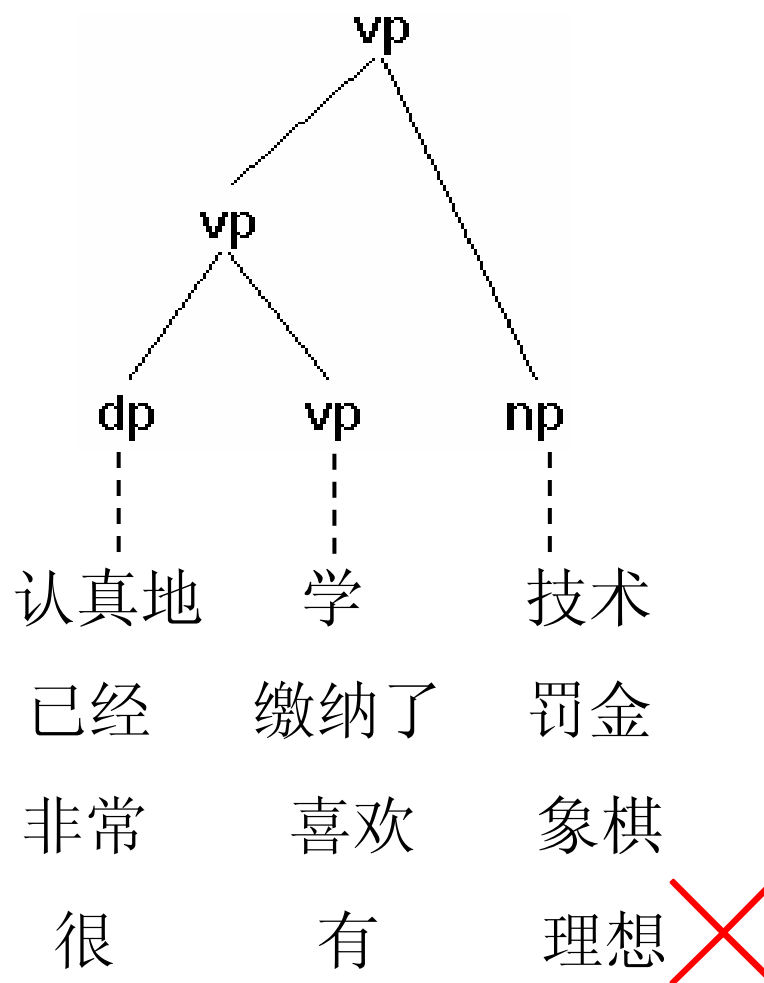 vp
vp
dp vp np
认真地 学 技术
已经 缴纳了 罚金
非常 喜欢 象棋
很 有 理想